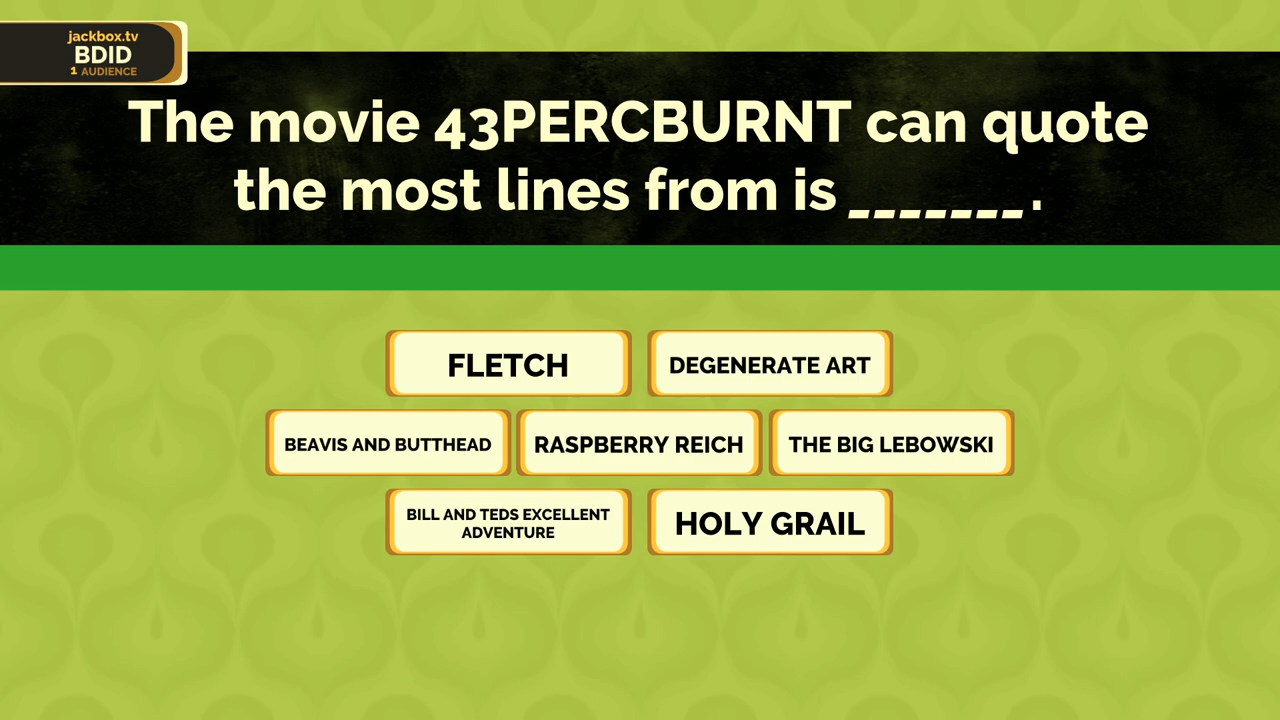 jackbox.tv
BDID
1 AUDIENCE
The movie 43PERCBURNT can quote
the most lines from is _______.
FLETCH
DEGENERATE ART
BEAVIS AND BUTTHEAD
RASPBERRY REICH
THE BIG LEBOWSKI
BILL AND TEDS EXCELLENT
ADVENTURE
HOLY GRAIL